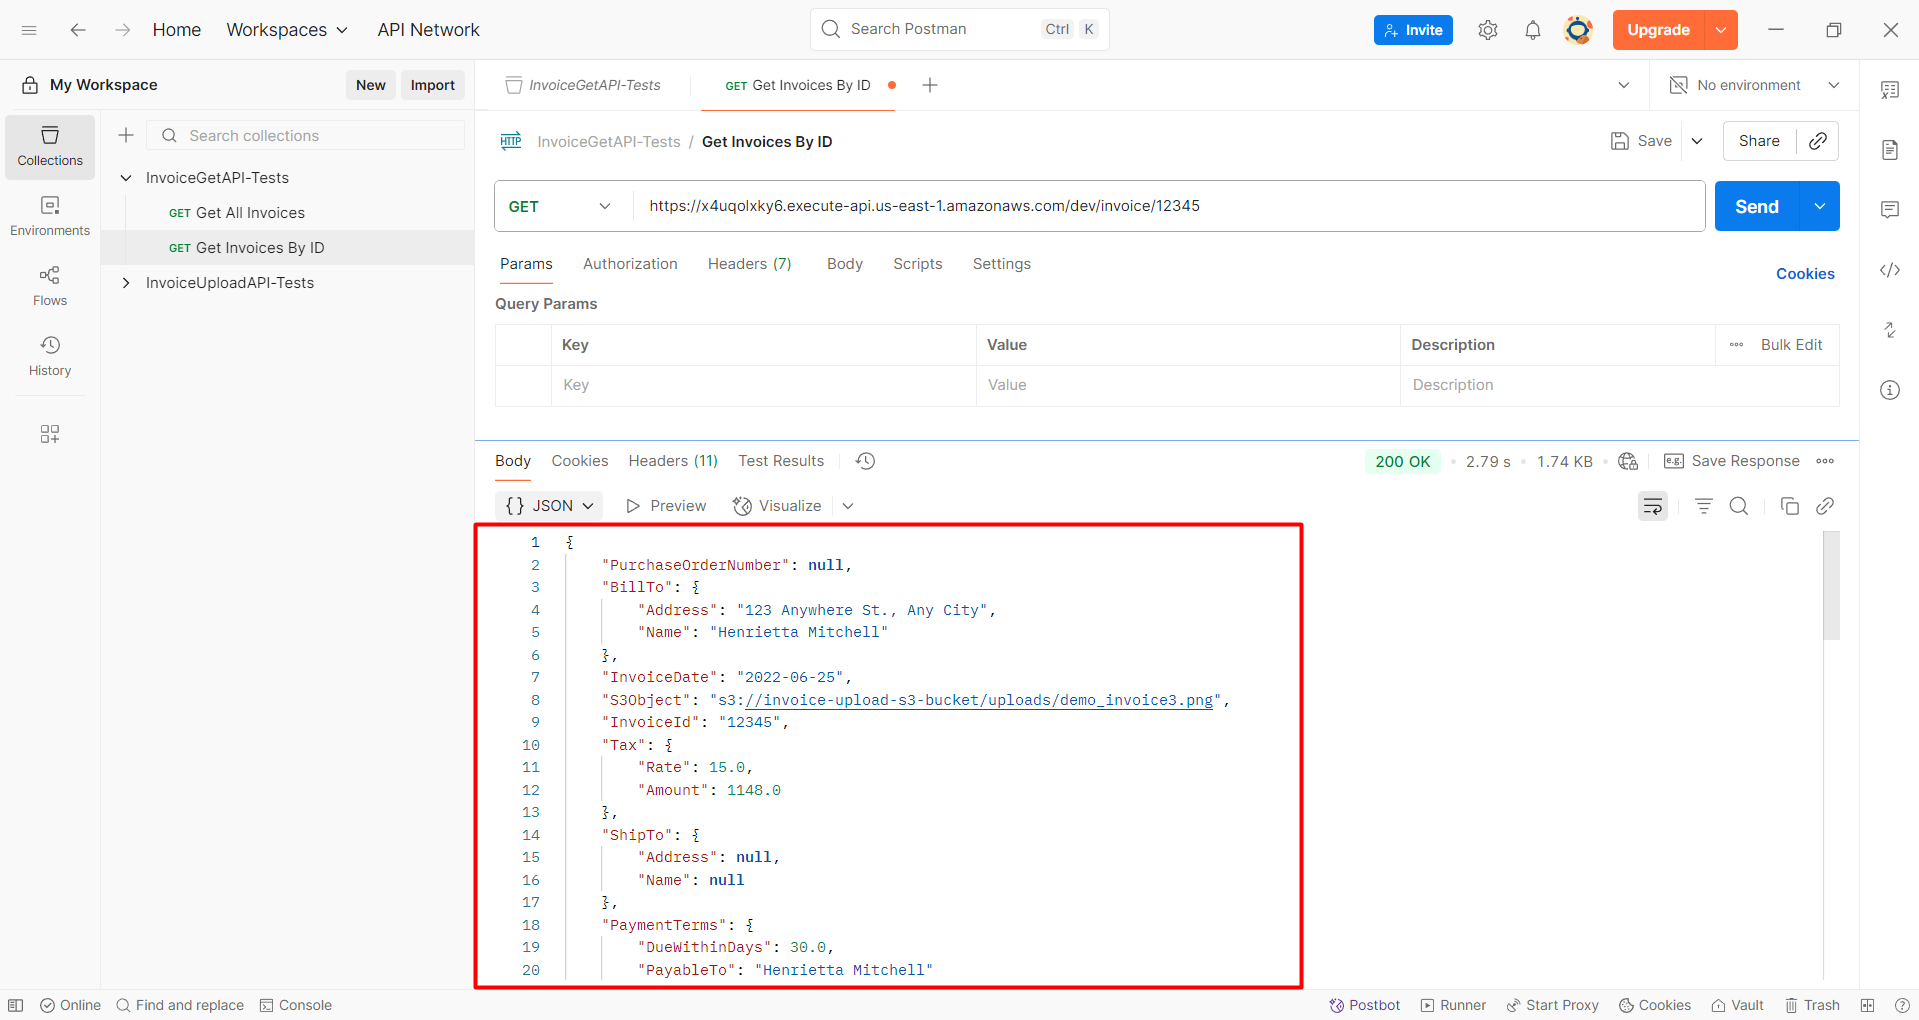 Home
Workspaces
API Network
Search Postman
Ctrl K
Invite
Upgrade
My Workspace
New
Import
InvoiceGetAPI-Tests
GET Get Invoices By ID
No environment
Collections
Environments
Flows
History
Search collections
InvoiceGetAPI-Tests
GET Get All Invoices
GET Get Invoices By ID
InvoiceUploadAPI-Tests
HTTP InvoiceGetAPI-Tests / Get Invoices By ID
Save
Share
GET https://x4uqolxky6.execute-api.us-east-1.amazonaws.com/dev/invoice/12345
Send
Params Authorization Headers (7) Body Scripts Settings
Cookies
Query Params
Key Value Description Bulk Edit
Key Value Description
Body Cookies Headers (11) Test Results
200 OK • 2.79 s • 1.74 KB • e.g. Save Response
{} JSON Preview Visualize
1 {
2 "PurchaseOrderNumber": null,
3 "BillTo": {
4 "Address": "123 Anywhere St., Any City",
5 "Name": "Henrietta Mitchell"
6 },
7 "InvoiceDate": "2022-06-25",
8 "S3Object": "s3://invoice-upload-s3-bucket/uploads/demo_invoice3.png",
9 "InvoiceId": "12345",
10 "Tax": {
11 "Rate": 15.0,
12 "Amount": 1148.0
13 },
14 "ShipTo": {
15 "Address": null,
16 "Name": null
17 },
18 "PaymentTerms": {
19 "DueWithinDays": 30.0,
20 "PayableTo": "Henrietta Mitchell"
Online Find and replace Console
Postbot Runner Start Proxy Cookies Vault Trash